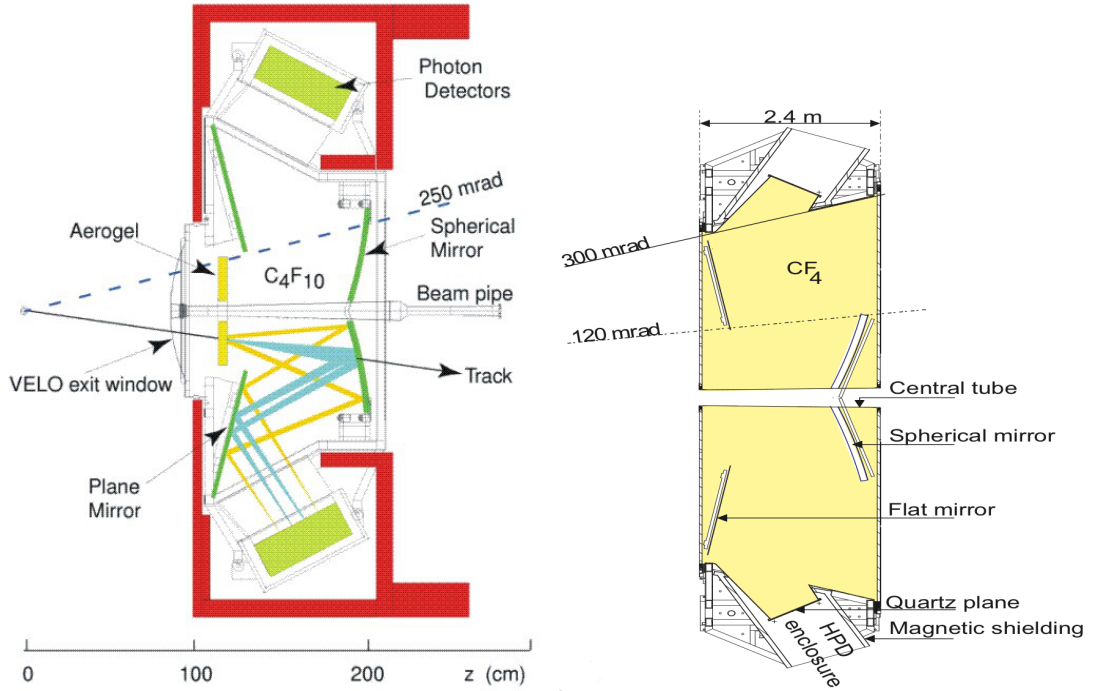 Photon
Detectors
250 mrad
Aerogel
Spherical
Mirror
C4F10
Beam pipe
VELO exit window
Track
Plane
Mirror
0
100
200
z (cm)
2.4 m
300 mrad
CF4
120 mrad
Central tube
Spherical mirror
Flat mirror
Quartz plane
Magnetic shielding
HPD
enclosure